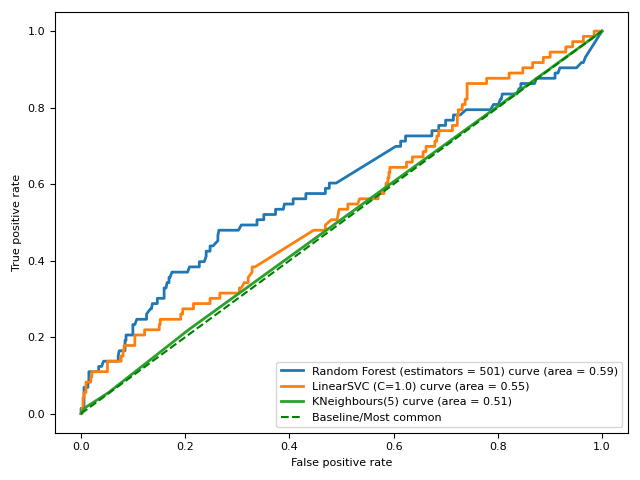 1.0
0.8
0.6
0.4
0.2
0.0
True positive rate
Random Forest (estimators = 501) curve (area = 0.59)
LinearSVC (C=1.0) curve (area = 0.55)
KNeighbours(5) curve (area = 0.51)
Baseline/Most common
0.0 0.2 0.4 0.6 0.8 1.0
False positive rate